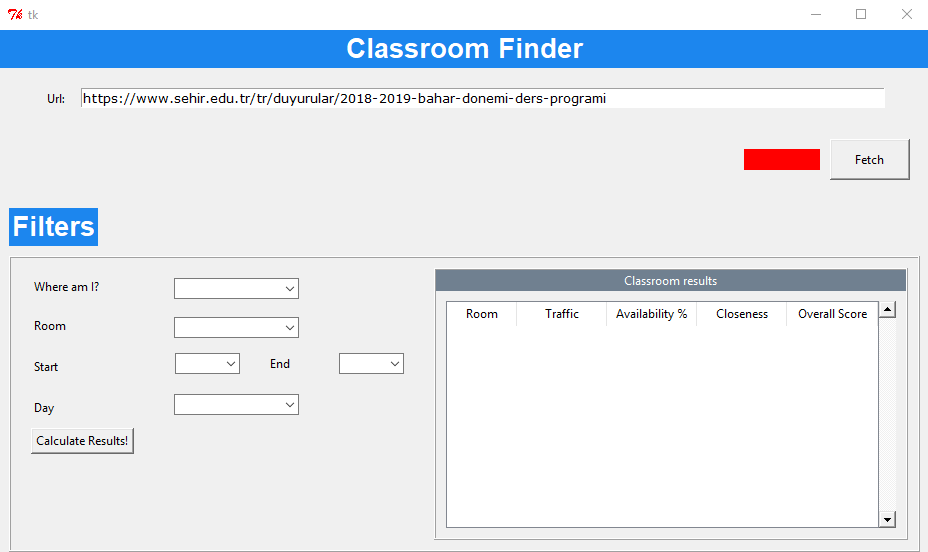 tk
Classroom Finder
Url: https://www.sehir.edu.tr/tr/duyurular/2018-2019-bahar-donemi-ders-programi
Fetch
Filters
Where am I?
Room
Start End
Day
Calculate Results!
Classroom results
Room Traffic Availability % Closeness Overall Score